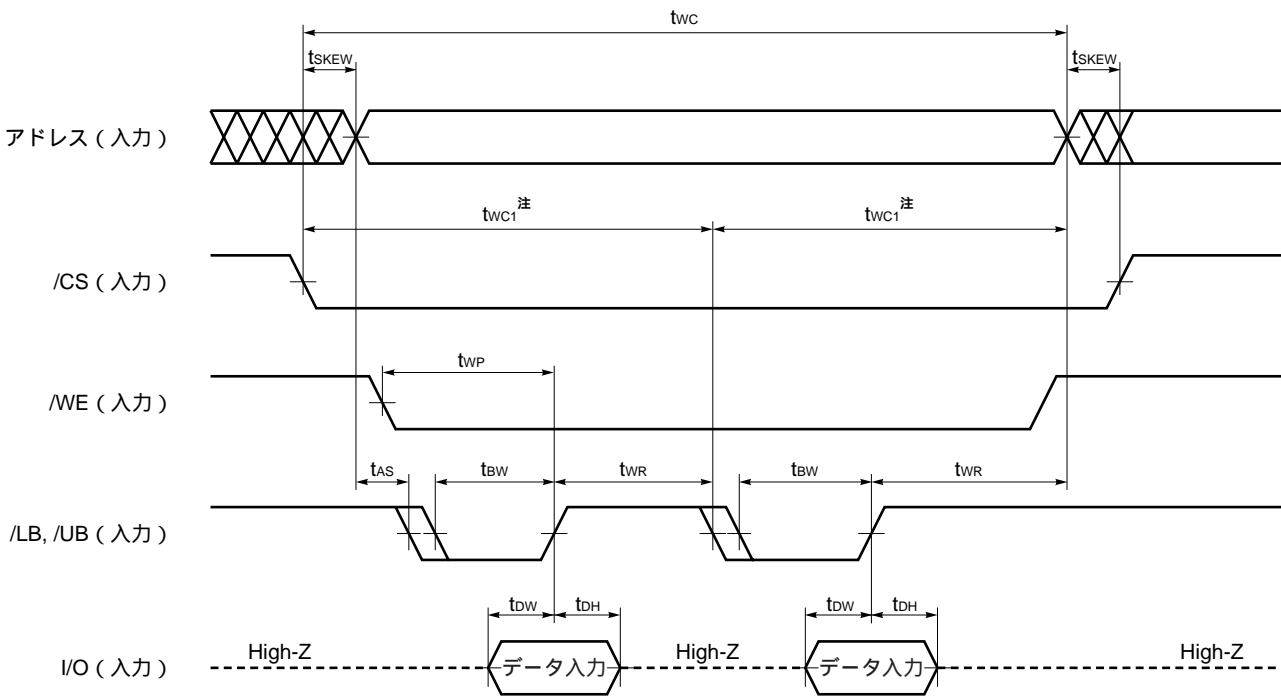 tWC
tSKEW tSKEW
アドレス（入力）
tWC1注 tWC1注
/CS（入力）
tWP
/WE（入力）
tAS tBW tWR tBW tWR
/LB, /UB（入力）
tDW tDH tDW tDH
High-Z High-Z High-Z
I/O（入力） データ入力 データ入力